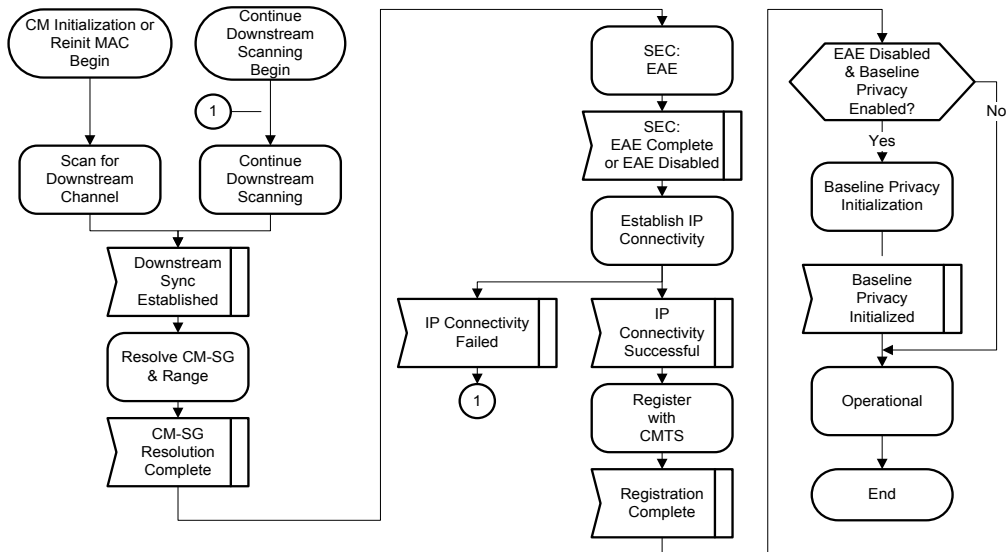 CM Initialization or
Reinit MAC
Begin
Continue
Downstream
Scanning
Begin
1
Scan for
Downstream
Channel
Continue
Downstream
Scanning
Downstream
Sync
Established
Resolve CM-SG
& Range
CM-SG
Resolution
Complete
SEC:
EAE
SEC:
EAE Complete
or EAE Disabled
Establish IP
Connectivity
IP Connectivity
Failed
1
IP
Connectivity
Successful
Register
with
CMTS
Registration
Complete
EAE Disabled
& Baseline
Privacy
Enabled?
No
Yes
Baseline Privacy
Initialization
Baseline
Privacy
Initialized
Operational
End